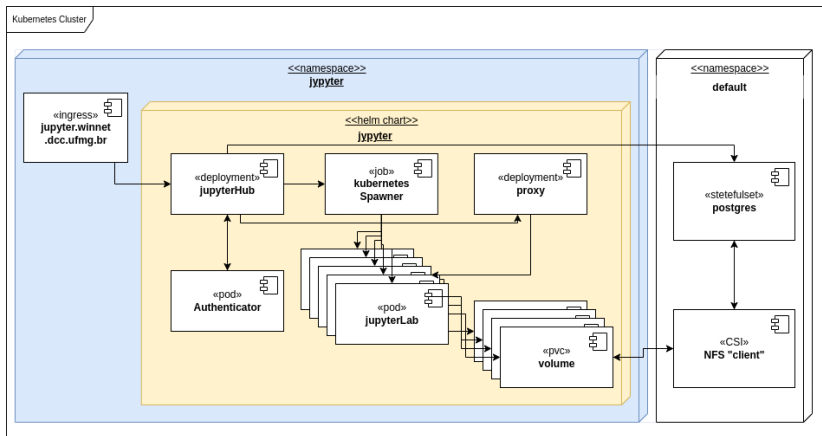 Kubernetes Cluster
<<namespace>>
jypyter
<<namespace>>
default
«ingress»
jupyter.winnet
.dcc.ufmg.br
<<helm chart>>
jypyter
«deployment»
jupyterHub
«job»
kubernetes
Spawner
«deployment»
proxy
«stetefulset»
postgres
«pod»
Authenticator
«pod»
jupyterLab
«pvc»
volume
«CSI»
NFS "client"